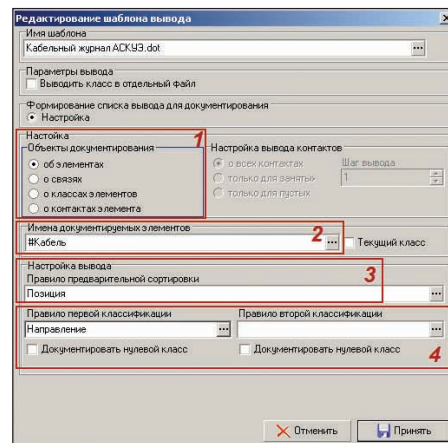 Редактирование шаблона вывода
Имя шаблона
Кабельный журнал АСКУЭ.dot
Параметры вывода
Выводить класс в отдельный файл
Формирование списка вывода для документирования
Настройка
Настойка 1
Объекты документирования Настройка вывода контактов
об элементах о всех контактах Шаг вывода
о связях только для занятых 1
о классах элементов только для пустых
о контактах элемента
Имена документируемых элементов 2
#Кабель Текущий класс
Настройка вывода 3
Правило предварительной сортировки
Позиция
Правило первой классификации Правило второй классификации
Направление
Документировать нулевой класс Документировать нулевой класс 4
Отменить Принять